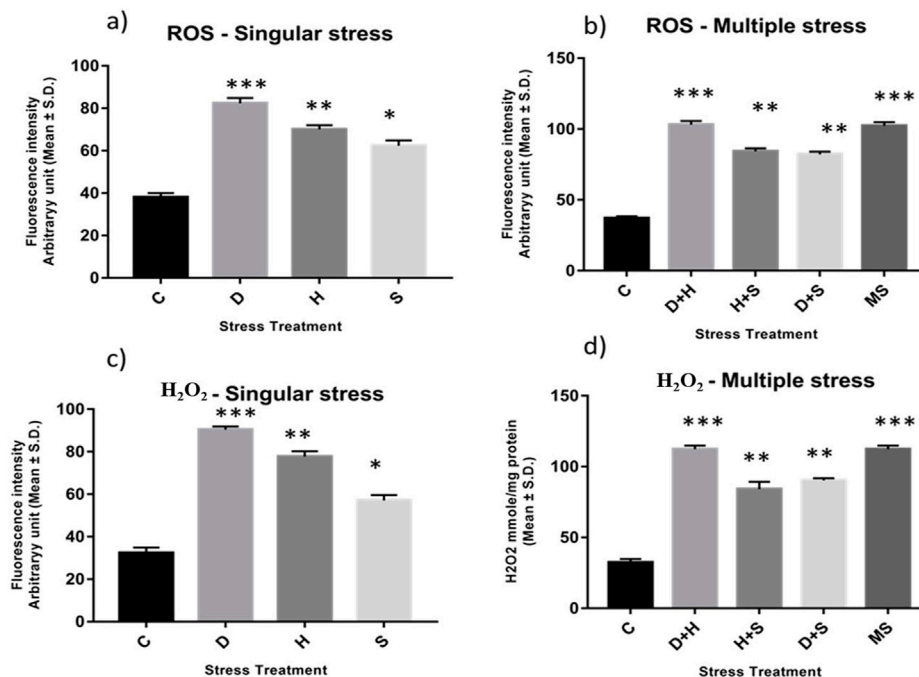 a)
ROS - Singular stress
Fluorescence intensity
Arbitraryy unit (Mean ± S.D.)
100
80
60
40
20
0
***
**
*
C
D
H
S
Stress Treatment
b)
ROS - Multiple stress
Fluorescence intensity
Arbitraryy unit (Mean ± S.D.)
150
100
50
0
***
**
**
***
C
D+H
H+S
D+S
MS
Stress Treatment
c)
H₂O₂ - Singular stress
Fluorescence intensity
Arbitraryy unit (Mean ± S.D.)
100
80
60
40
20
0
***
**
*
C
D
H
S
Stress Treatment
d)
H₂O₂ - Multiple stress
H2O2 mmole/mg protein
(Mean ± S.D.)
150
100
50
0
***
**
**
***
C
D+H
H+S
D+S
MS
Stress Treatment